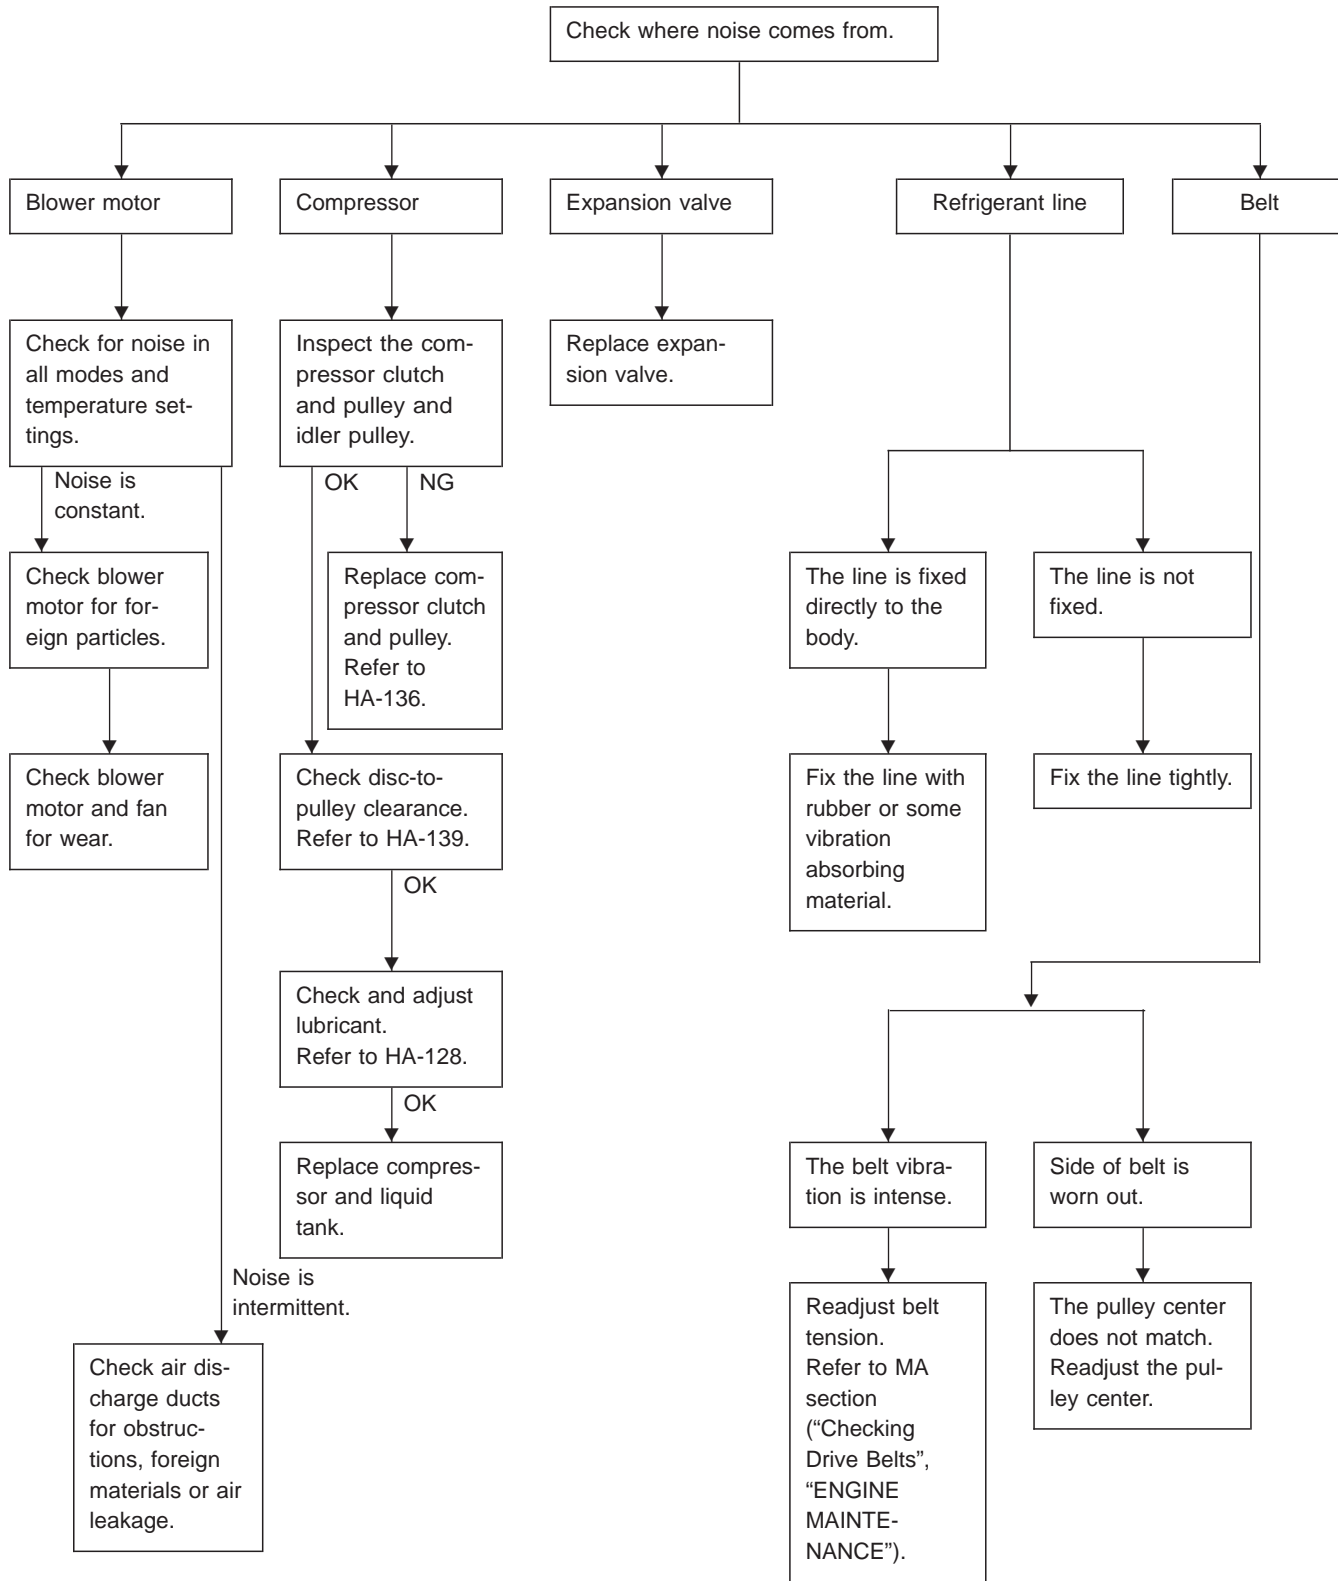 Check where noise comes from.
Blower motor
Compressor
Expansion valve
Refrigerant line
Belt
Check for noise in
all modes and
temperature set-
tings.
Inspect the com-
pressor clutch
and pulley and
idler pulley.
Replace expan-
sion valve.
Noise is
constant.
OK
NG
Check blower
motor for for-
eign particles.
Replace com-
pressor clutch
and pulley.
Refer to
HA-136.
The line is fixed
directly to the
body.
The line is not
fixed.
Check blower
motor and fan
for wear.
Check disc-to-
pulley clearance.
Refer to HA-139.
Fix the line with
rubber or some
vibration
absorbing
material.
Fix the line tightly.
OK
Check and adjust
lubricant.
Refer to HA-128.
OK
Replace compres-
sor and liquid
tank.
The belt vibra-
tion is intense.
Side of belt is
worn out.
Noise is
intermittent.
Check air dis-
charge ducts
for obstruc-
tions, foreign
materials or air
leakage.
Readjust belt
tension.
Refer to MA
section
(“Checking
Drive Belts”,
“ENGINE
MAINTE-
NANCE”).
The pulley center
does not match.
Readjust the pul-
ley center.